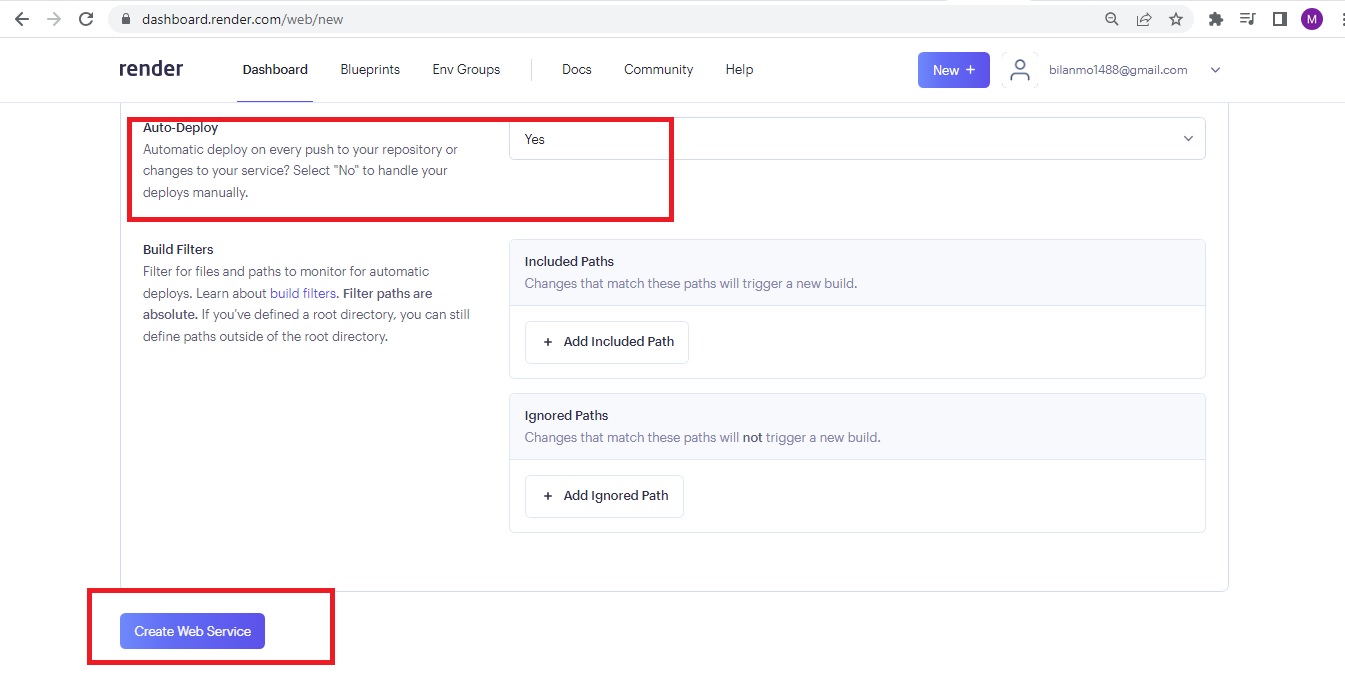 dashboard.render.com/web/new
M
render
Dashboard
Blueprints
Env Groups
Docs
Community
Help
New +
bilanmo1488@gmail.com
Auto-Deploy
Automatic deploy on every push to your repository or
changes to your service? Select "No" to handle your
deploys manually.
Yes
Build Filters
Filter for files and paths to monitor for automatic
deploys. Learn about build filters. Filter paths are
absolute. If you've defined a root directory, you can still
define paths outside of the root directory.
Included Paths
Changes that match these paths will trigger a new build.
+ Add Included Path
Ignored Paths
Changes that match these paths will not trigger a new build.
+ Add Ignored Path
Create Web Service